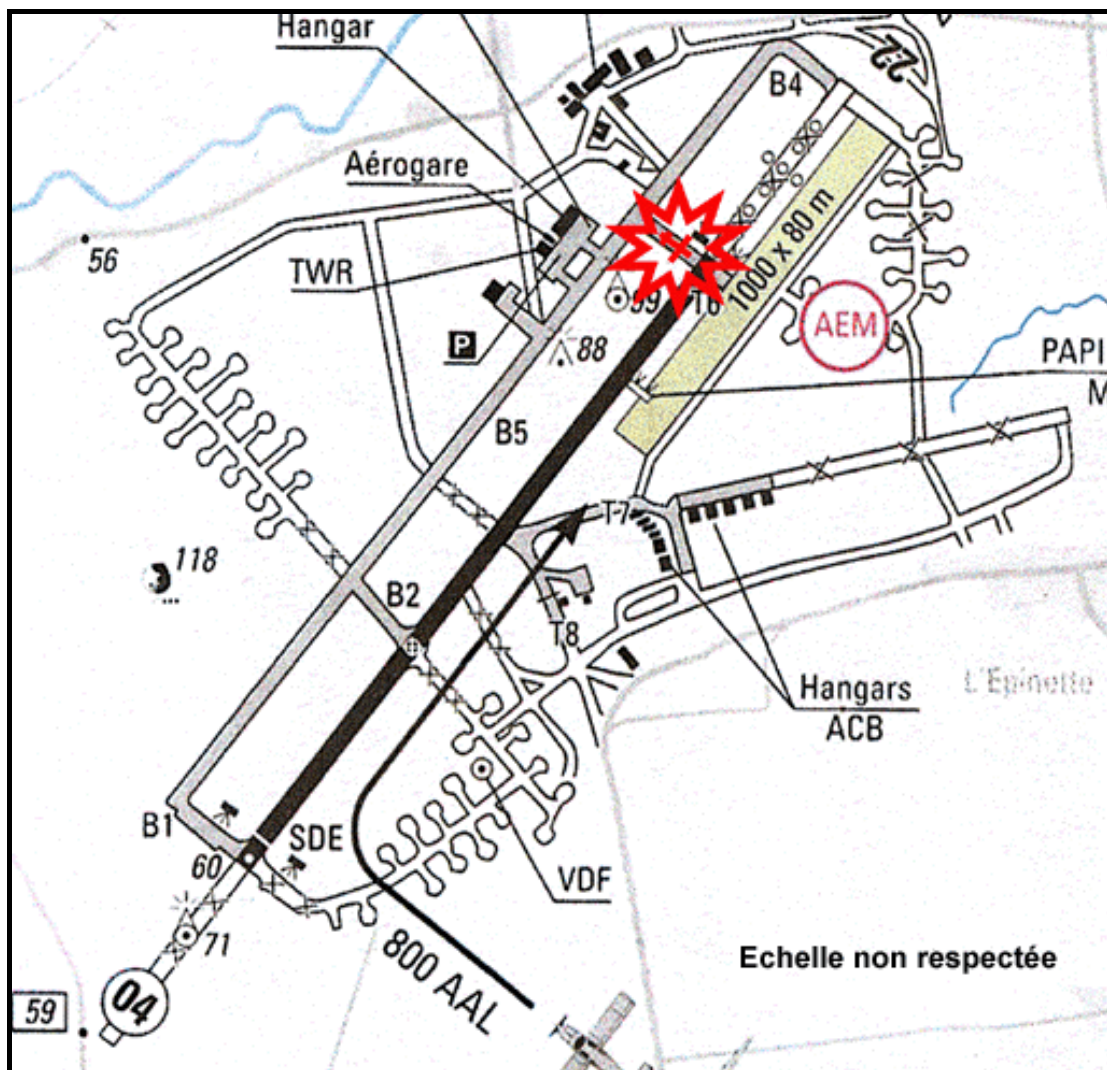 Hangar
B4
22
Aérogare
1000 x 80 m
56
TWR
99
T6
AEM
P
88
PAPI
M
B5
T7
118
B2
T8
Hangars
ACB
L'Epinette
B1
SDE
60
VDF
71
800 AAL
Echelle non respectée
04
59